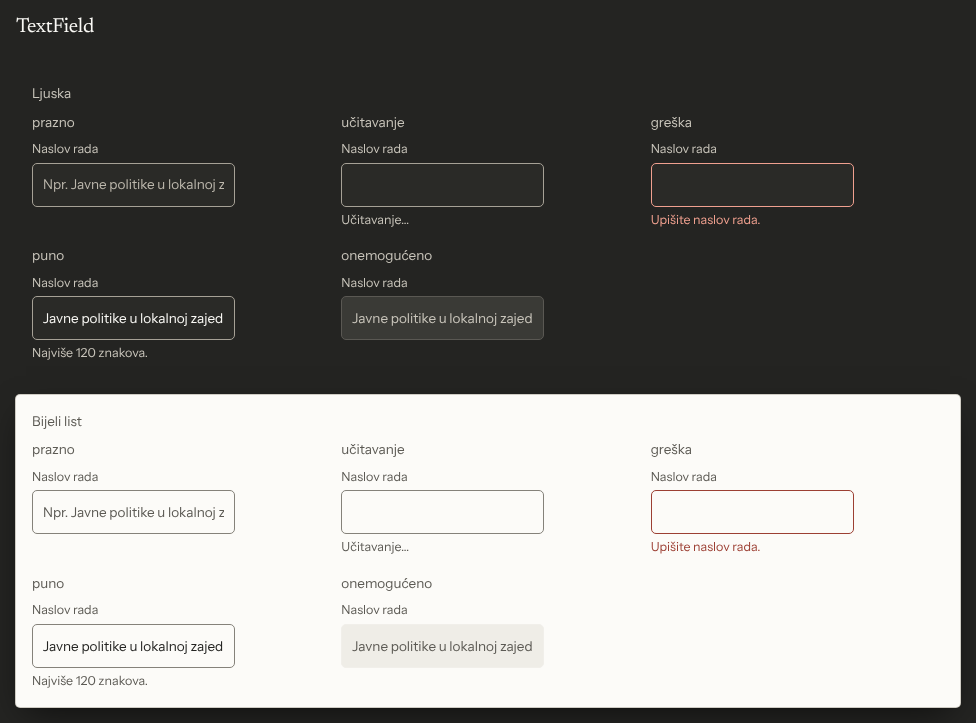 TextField
Ljuska
prazno
Naslov rada
Npr. Javne politike u lokalnoj z
učitavanje
Naslov rada
Učitavanje…
greška
Naslov rada
Upišite naslov rada.
puno
Naslov rada
Javne politike u lokalnoj zajed
Najviše 120 znakova.
onemogućeno
Naslov rada
Javne politike u lokalnoj zajed
Bijeli list
prazno
Naslov rada
Npr. Javne politike u lokalnoj z
učitavanje
Naslov rada
Učitavanje…
greška
Naslov rada
Upišite naslov rada.
puno
Naslov rada
Javne politike u lokalnoj zajed
Najviše 120 znakova.
onemogućeno
Naslov rada
Javne politike u lokalnoj zajed